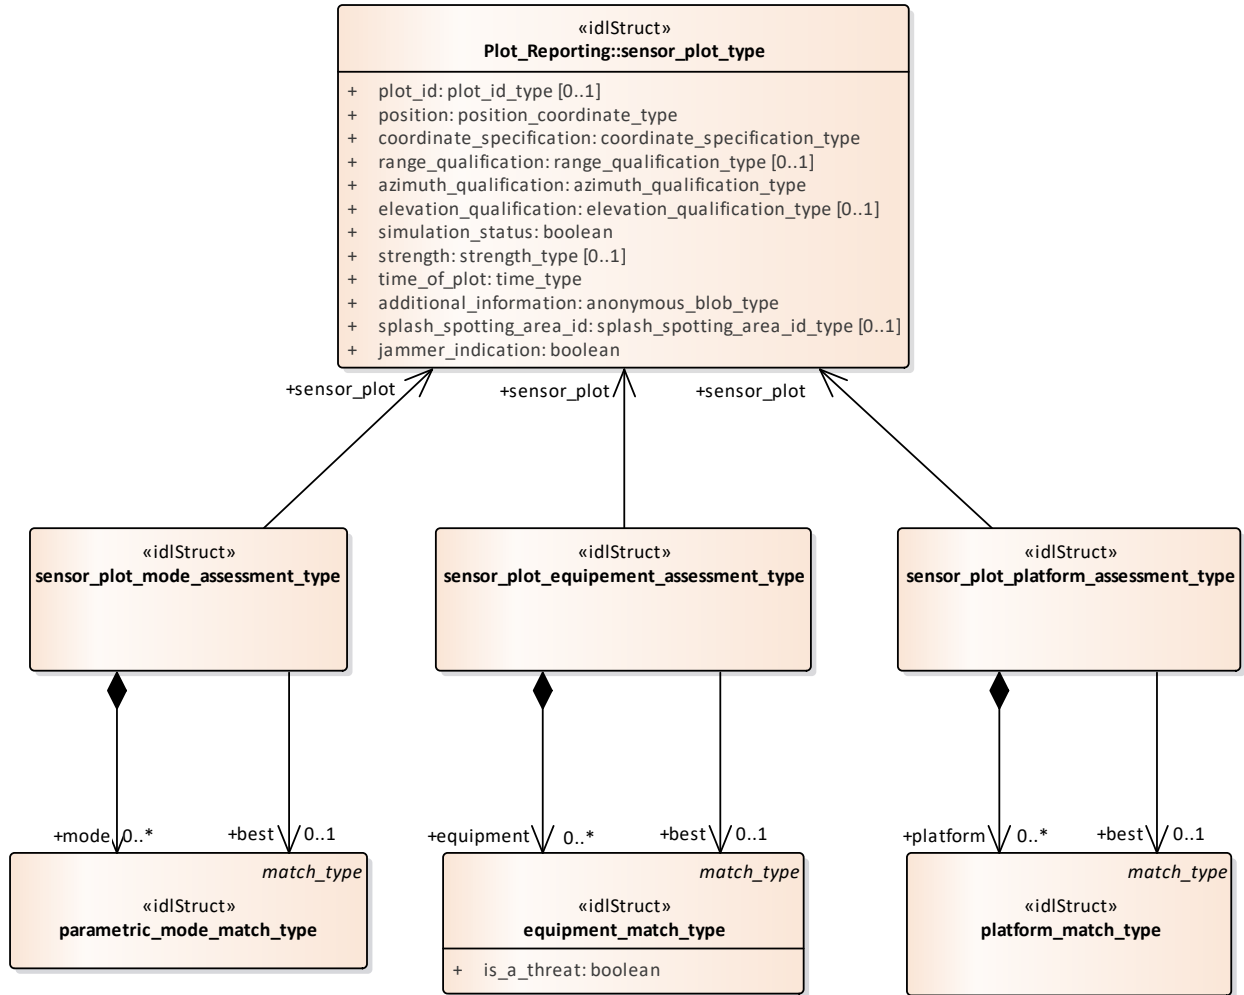 «idlStruct»
Plot_Reporting::sensor_plot_type
+ plot_id: plot_id_type [0..1]
+ position: position_coordinate_type
+ coordinate_specification: coordinate_specification_type
+ range_qualification: range_qualification_type [0..1]
+ azimuth_qualification: azimuth_qualification_type
+ elevation_qualification: elevation_qualification_type [0..1]
+ simulation_status: boolean
+ strength: strength_type [0..1]
+ time_of_plot: time_type
+ additional_information: anonymous_blob_type
+ splash_spotting_area_id: splash_spotting_area_id_type [0..1]
+ jammer_indication: boolean
+sensor_plot
+sensor_plot
+sensor_plot
«idlStruct»
sensor_plot_mode_assessment_type
«idlStruct»
sensor_plot_equipement_assessment_type
«idlStruct»
sensor_plot_platform_assessment_type
+mode 0..*
+best 0..1
+equipment 0..*
+best 0..1
+platform 0..*
+best 0..1
match_type
«idlStruct»
parametric_mode_match_type
match_type
«idlStruct»
equipment_match_type
+ is_a_threat: boolean
match_type
«idlStruct»
platform_match_type